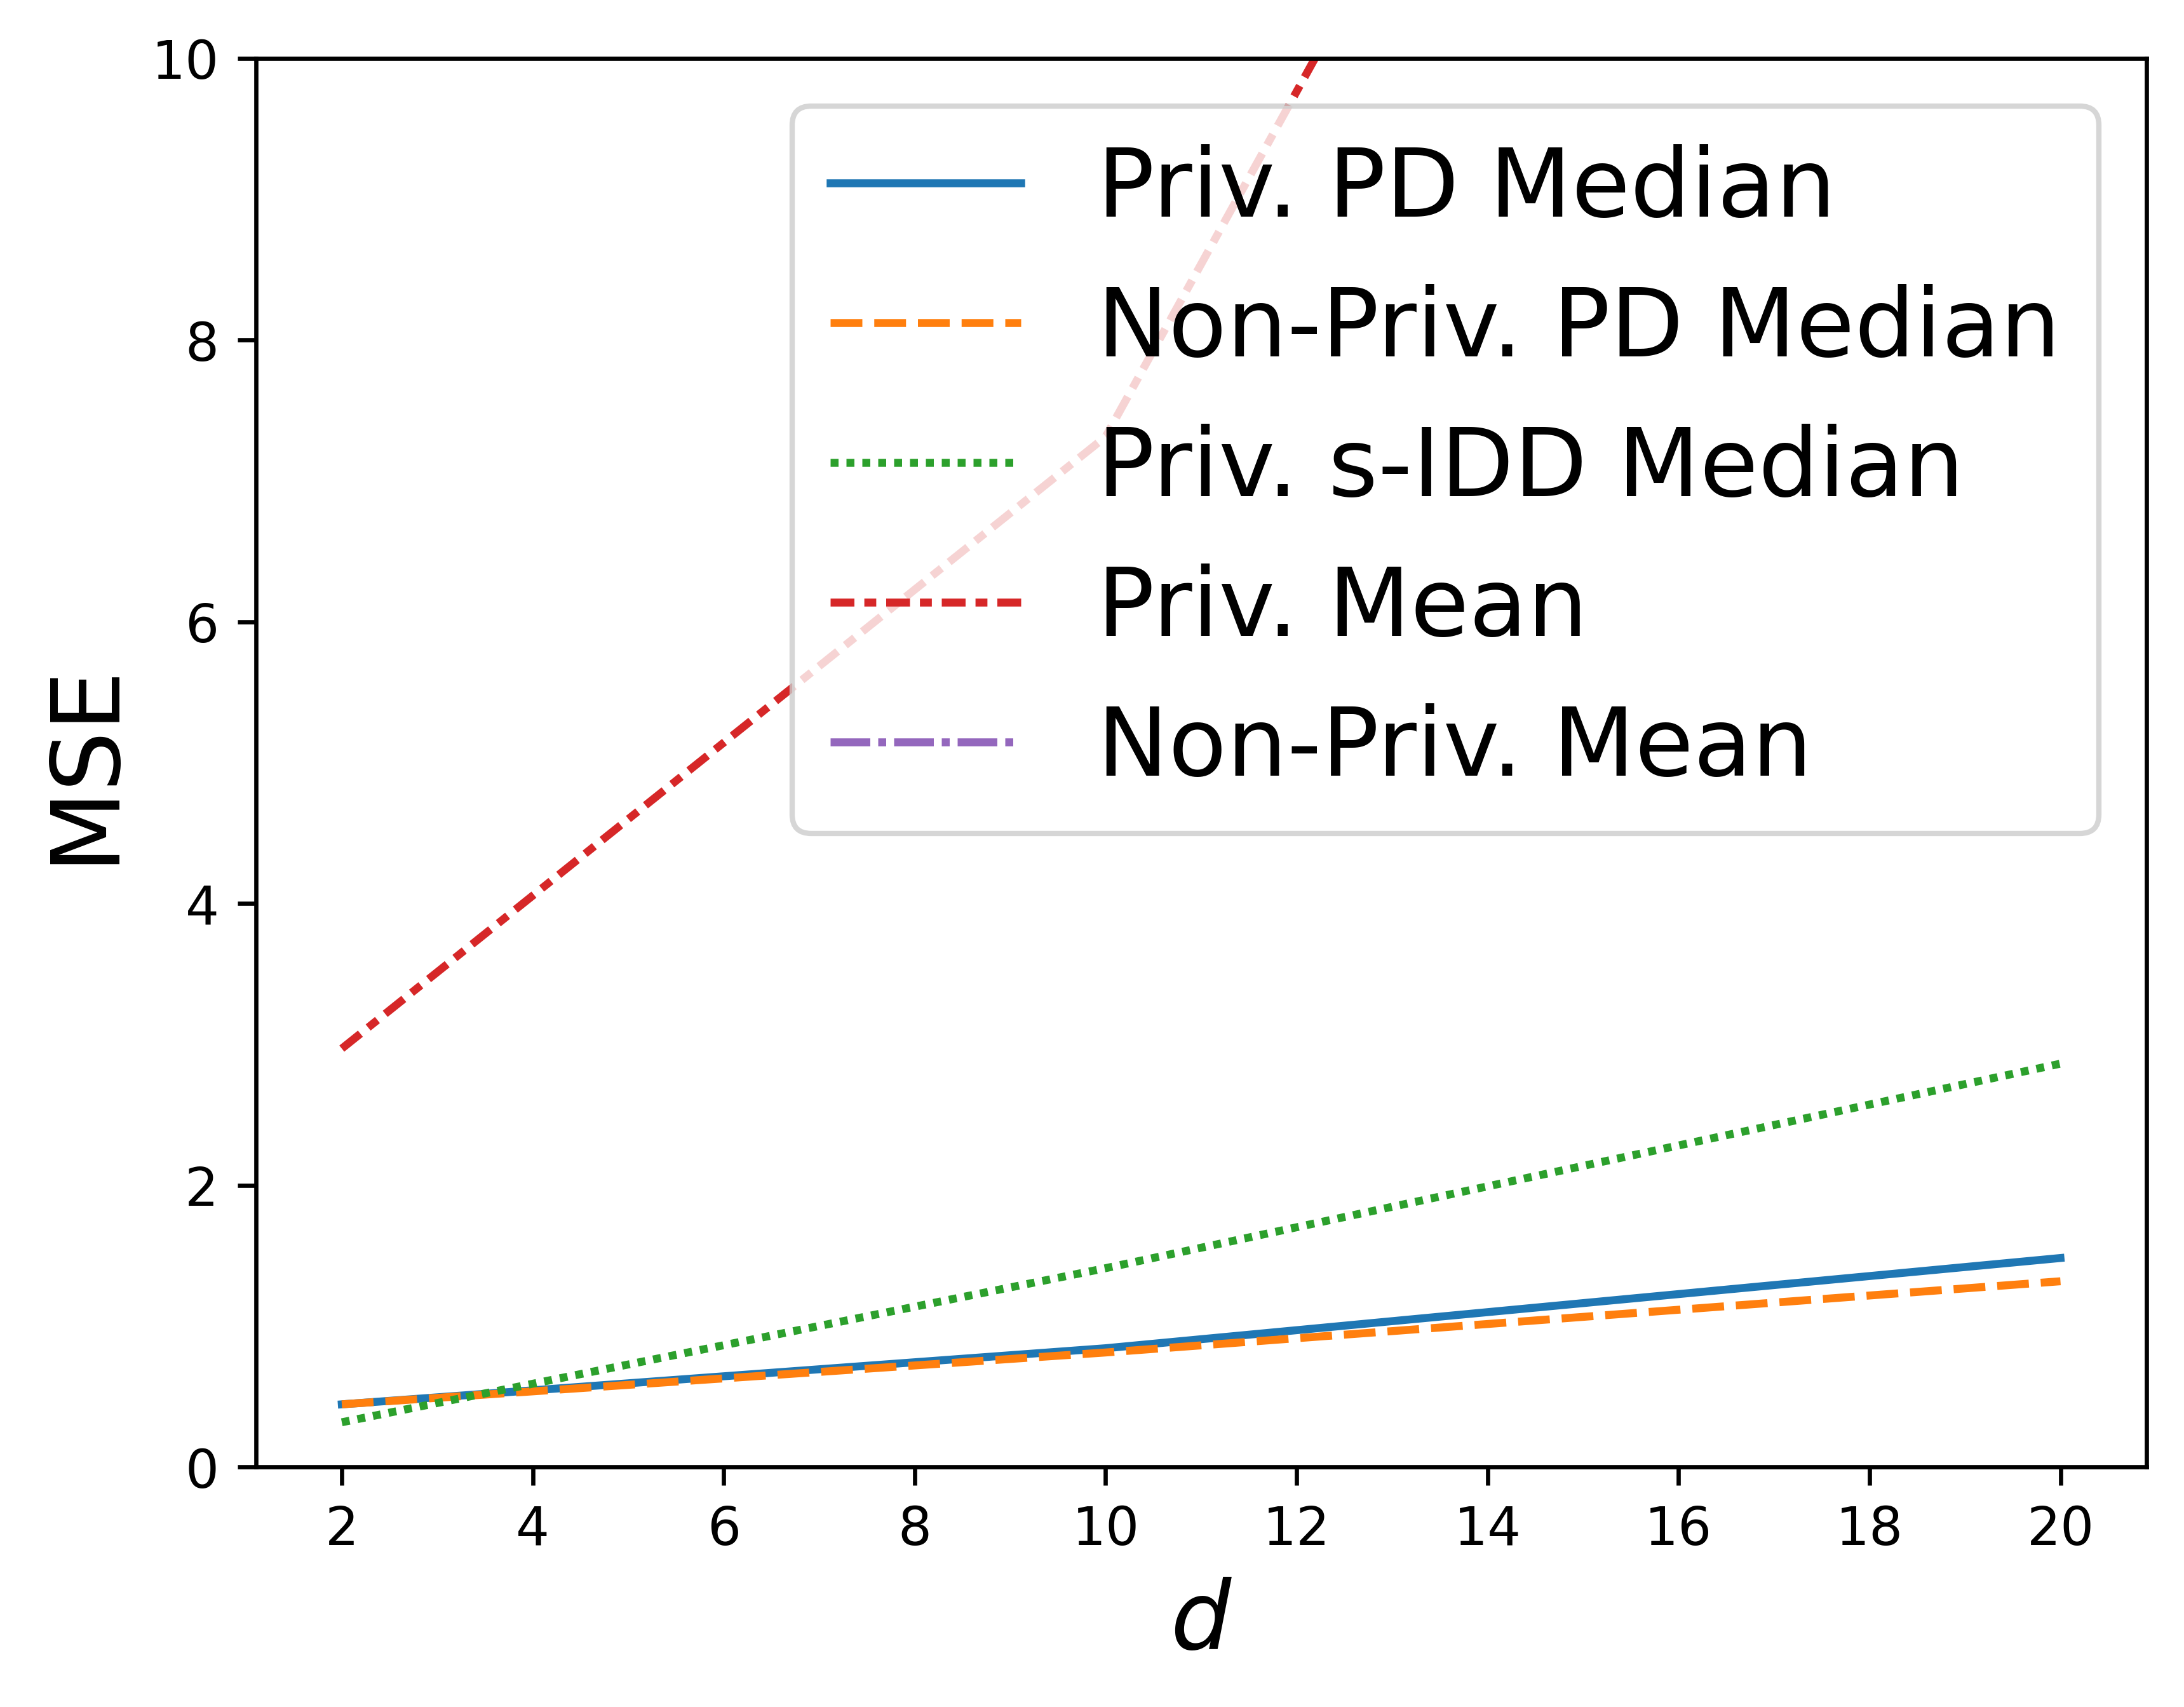 10
8
6
4
2
0
MSE
Priv. PD Median
Non-Priv. PD Median
Priv. s-IDD Median
Priv. Mean
Non-Priv. Mean
2 4 6 8 10 12 14 16 18 20
d